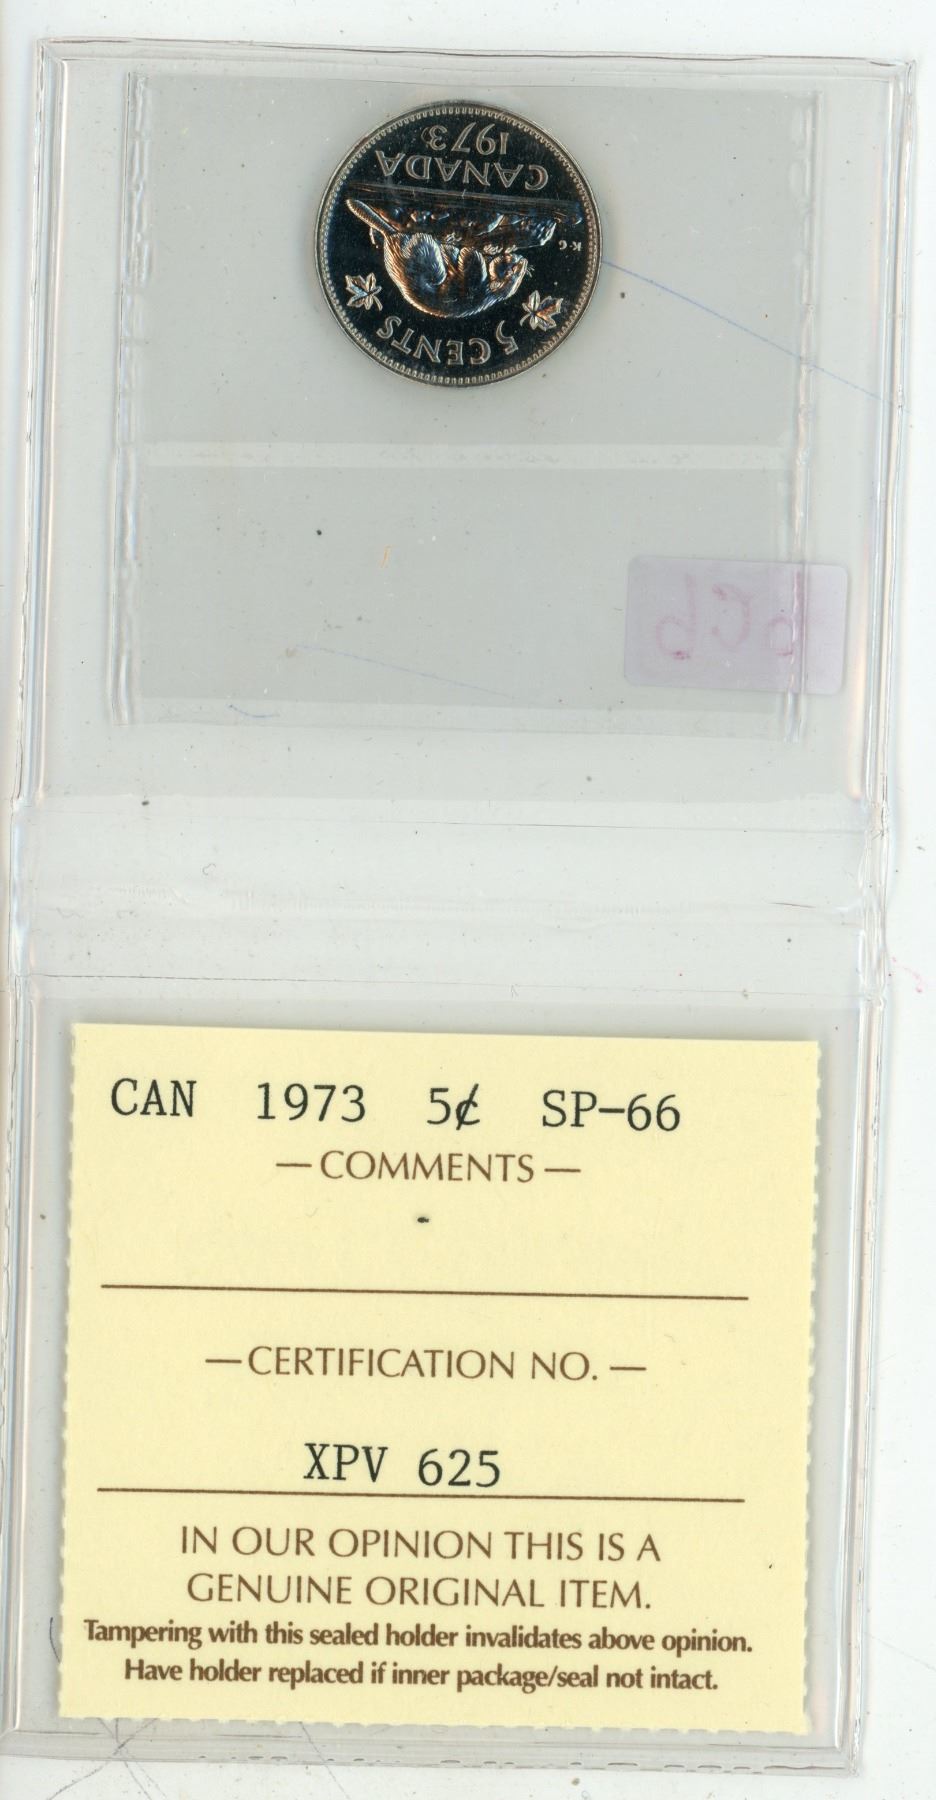 5 CENTS
K·G
CANADA
1973
CAN 1973 5¢ SP-66
— COMMENTS —
-
— CERTIFICATION NO. —
XPV 625
IN OUR OPINION THIS IS A
GENUINE ORIGINAL ITEM.
Tampering with this sealed holder invalidates above opinion.
Have holder replaced if inner package/seal not intact.